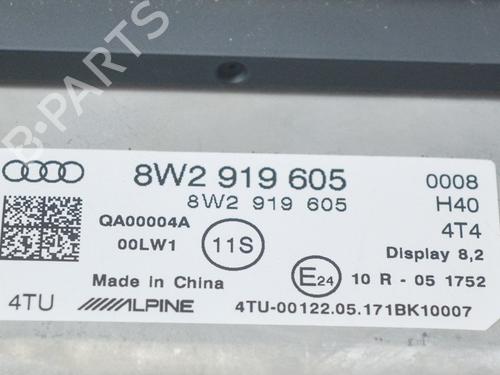 B-PARTS
8W2 919 605
8W2 919 605
0008
H40
4T4
QA00004A
00LW1
11S
Display 8,2
Made in China
E24
10 R - 05 1752
4TU
ALPINE
4TU-00122.05.171BK10007